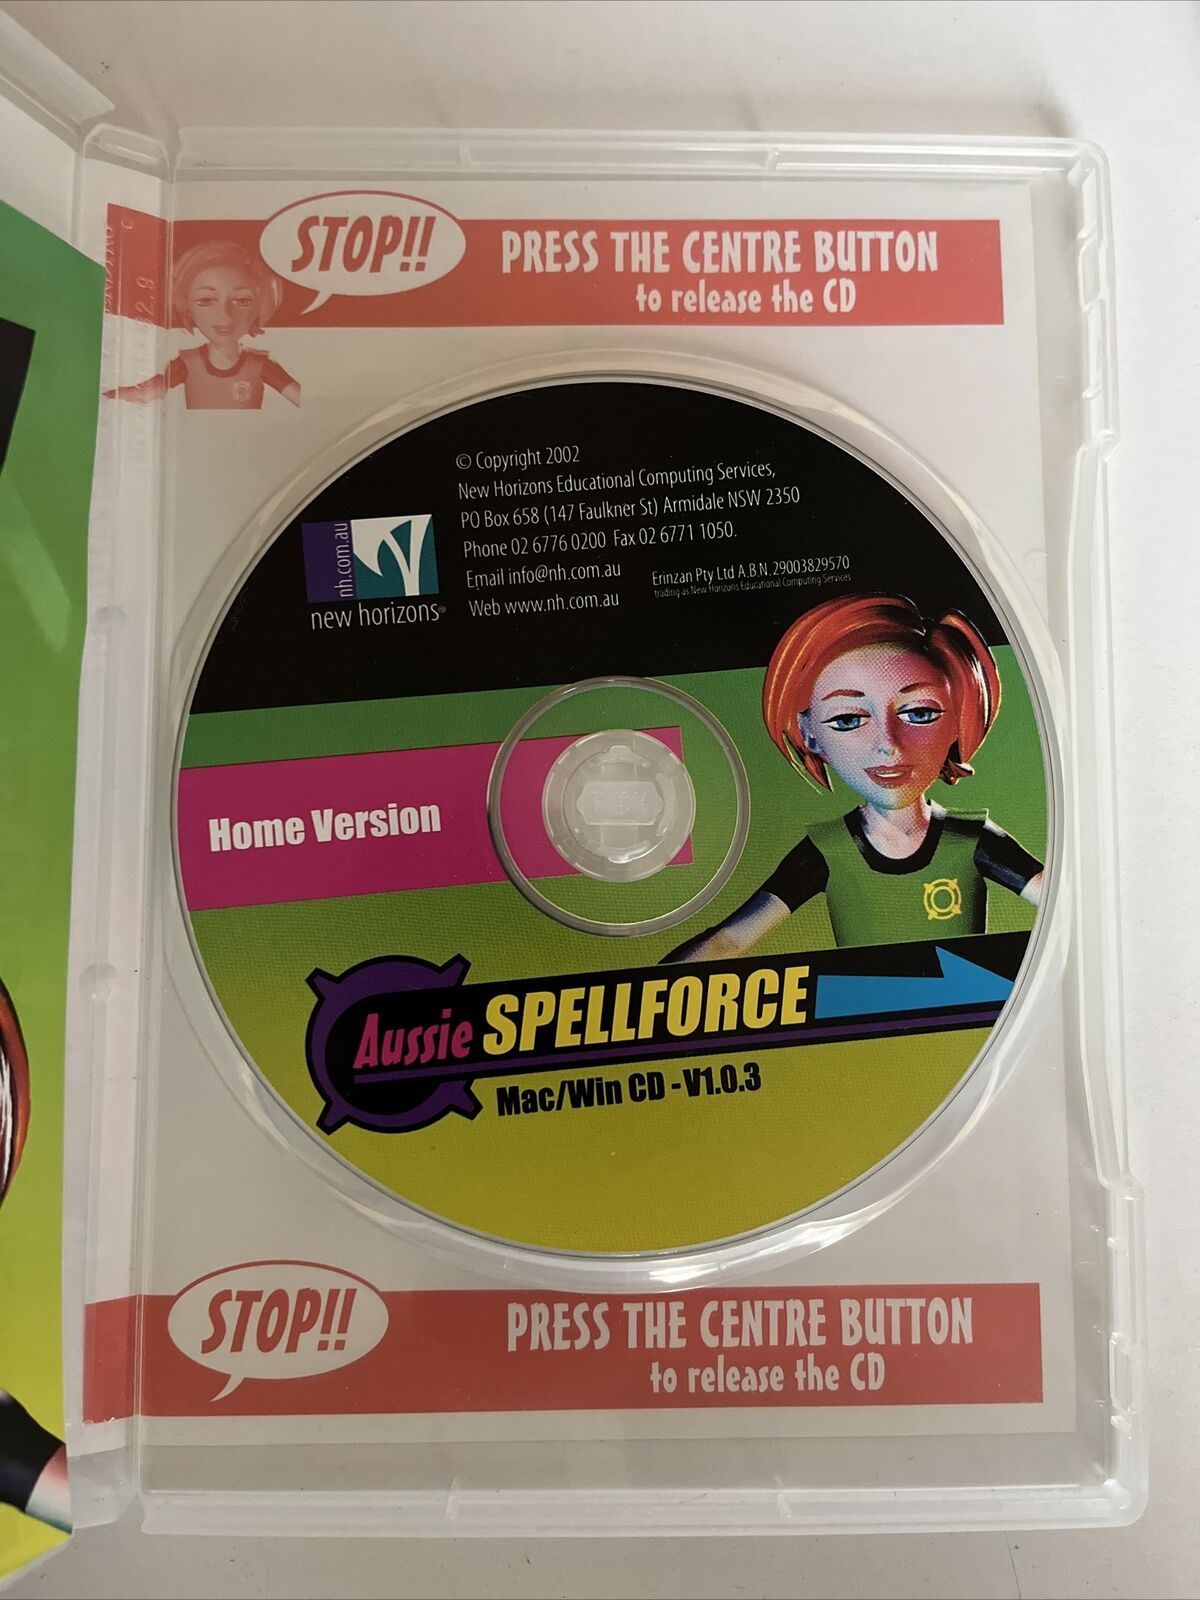 STOP!!
PRESS THE CENTRE BUTTON
to release the CD
© Copyright 2002
New Horizons Educational Computing Services,
PO Box 658 (147 Faulkner St) Armidale NSW 2350
Phone 02 6776 0200 Fax 02 6771 1050.
Email info@nh.com.au
Web www.nh.com.au
Erinzan Pty Ltd A.B.N. 29003829570
trading as New Horizons Educational Computing Services
nh.com.au
new horizons®
Home Version
Aussie SPELLFORCE
Mac/Win CD - V1.0.3
STOP!!
PRESS THE CENTRE BUTTON
to release the CD